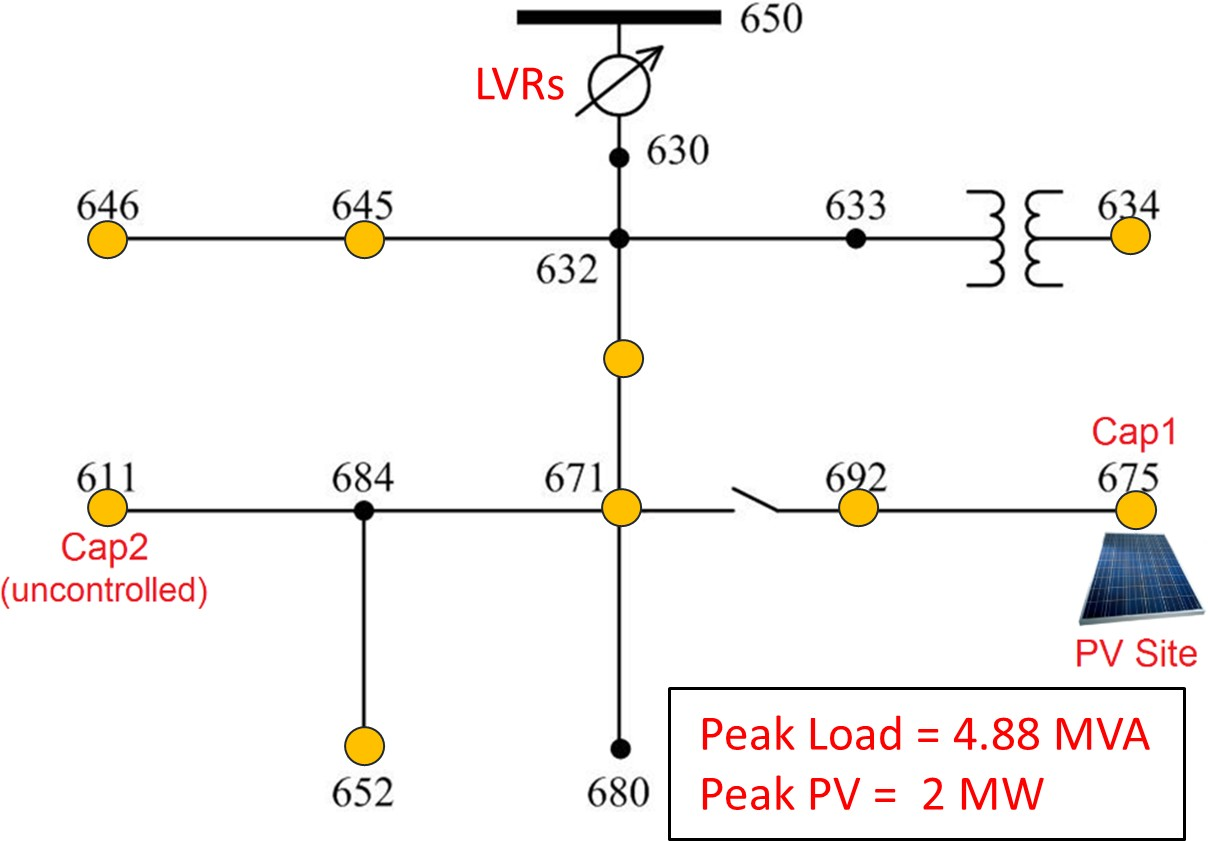 650
LVRs
630
646
645
633
634
632
Cap1
611
684
671
692
675
Cap2
(uncontrolled)
PV Site
652
680
Peak Load = 4.88 MVA
Peak PV = 2 MW